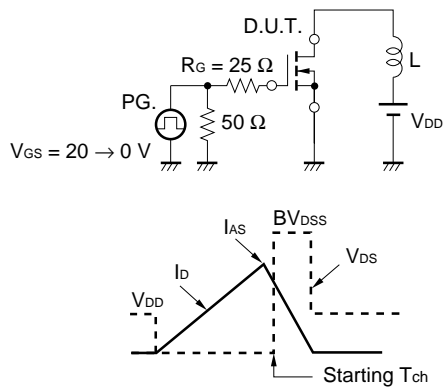 D.U.T.
RG = 25 Ω
L
PG.
50 Ω
VDD
VGS = 20 → 0 V
BVDSS
IAS
ID
VDS
VDD
Starting Tch